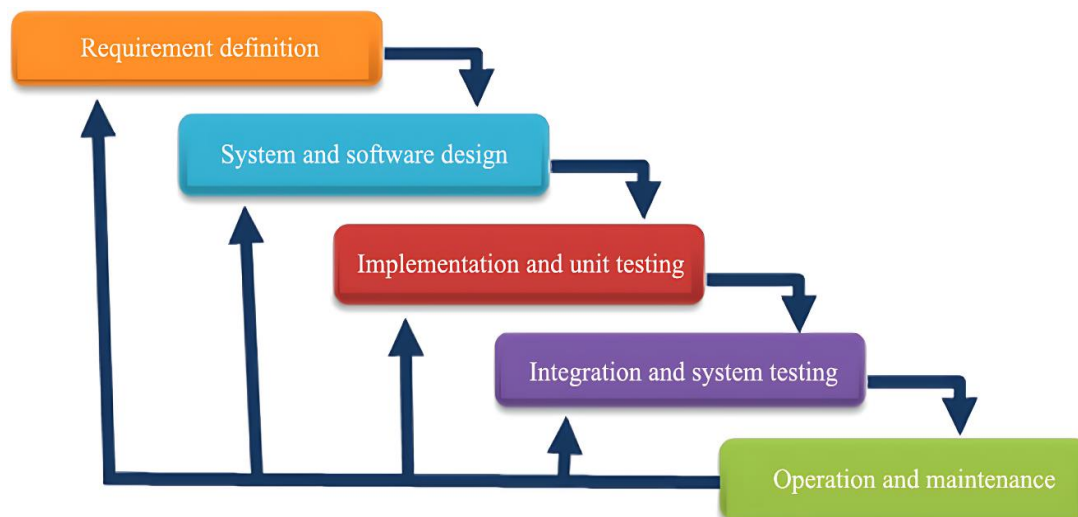 Requirement definition
System and software design
Implementation and unit testing
Integration and system testing
Operation and maintenance